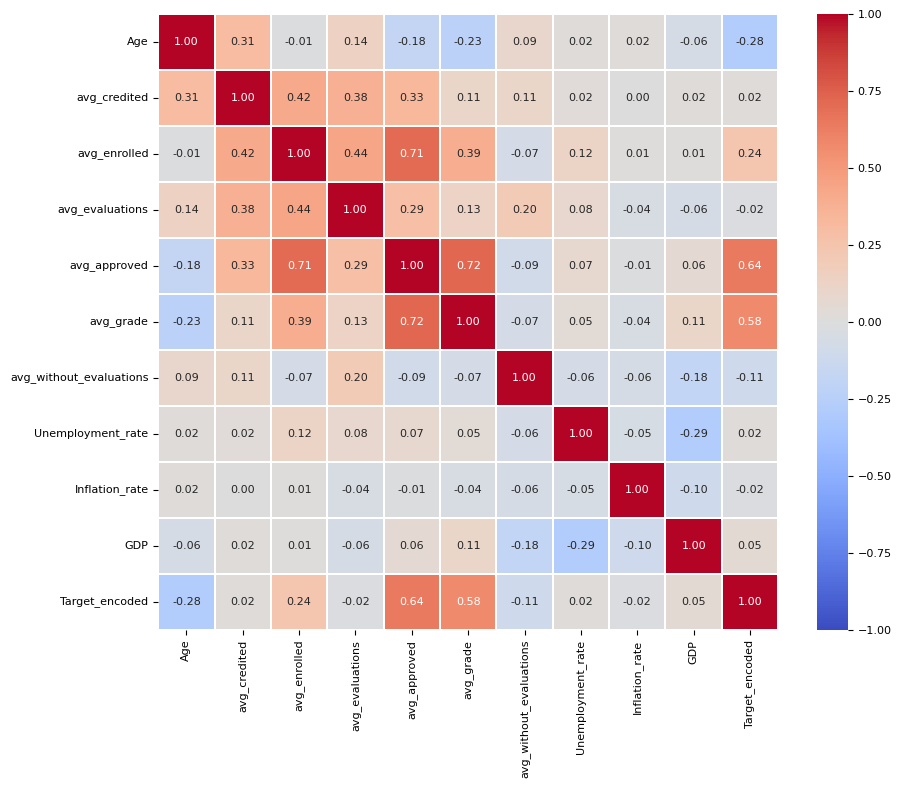 Age 1.00 0.31 -0.01 0.14 -0.18 -0.23 0.09 0.02 0.02 -0.06 -0.28
avg_credited 0.31 1.00 0.42 0.38 0.33 0.11 0.11 0.02 0.00 0.02 0.02
avg_enrolled -0.01 0.42 1.00 0.44 0.71 0.39 -0.07 0.12 0.01 0.01 0.24
avg_evaluations 0.14 0.38 0.44 1.00 0.29 0.13 0.20 0.08 -0.04 -0.06 -0.02
avg_approved -0.18 0.33 0.71 0.29 1.00 0.72 -0.09 0.07 -0.01 0.06 0.64
avg_grade -0.23 0.11 0.39 0.13 0.72 1.00 -0.07 0.05 -0.04 0.11 0.58
avg_without_evaluations 0.09 0.11 -0.07 0.20 -0.09 -0.07 1.00 -0.06 -0.06 -0.18 -0.11
Unemployment_rate 0.02 0.02 0.12 0.08 0.07 0.05 -0.06 1.00 -0.05 -0.29 0.02
Inflation_rate 0.02 0.00 0.01 -0.04 -0.01 -0.04 -0.06 -0.05 1.00 -0.10 -0.02
GDP -0.06 0.02 0.01 -0.06 0.06 0.11 -0.18 -0.29 -0.10 1.00 0.05
Target_encoded -0.28 0.02 0.24 -0.02 0.64 0.58 -0.11 0.02 -0.02 0.05 1.00
Age
avg_credited
avg_enrolled
avg_evaluations
avg_approved
avg_grade
avg_without_evaluations
Unemployment_rate
Inflation_rate
GDP
Target_encoded
1.00
0.75
0.50
0.25
0.00
−0.25
−0.50
−0.75
−1.00